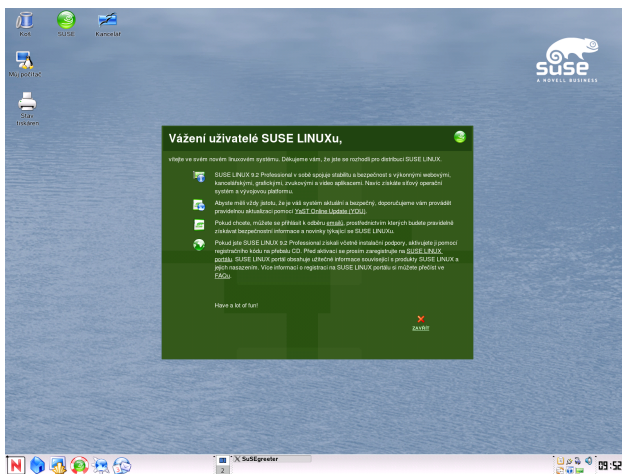 Koš
SUSE
Kancelář
Můj počítač
Stav
tiskáren
suse
A NOVELL BUSINESS
Vážení uživatelé SUSE LINUXu,
vítejte ve svém novém linuxovém systému. Děkujeme vám, že jste se rozhodli pro distribuci SUSE LINUX.
SUSE LINUX 9.2 Professional v sobě spojuje stabilitu a bezpečnost s výkonnými webovými,
kancelářskými, grafickými, zvukovými a video aplikacemi. Navíc získáte síťový operační
systém a vývojovou platformu.
Abyste měli vždy jistotu, že je váš systém aktuální a bezpečný, doporučujeme vám provádět
pravidelnou aktualizaci pomocí YaST Online Update (YOU).
Pokud chcete, můžete se přihlásit k odběru emailů, prostřednictvím kterých budete pravidelně
získávat bezpečnostní informace a novinky týkající se SUSE LINUXu.
Pokud jste SUSE LINUX 9.2 Professional získali včetně instalační podpory, aktivujete ji pomocí
registračního kódu na přebalu CD. Před aktivací se prosím zaregistrujte na SUSE LINUX
portálu. SUSE LINUX portál obsahuje užitečné informace související s produkty SUSE LINUX a
jejich nasazením. Více informací o registraci na SUSE LINUX portálu si můžete přečíst ve
FAQu.
Have a lot of fun!
ZAVŘÍT
N
2
X SuSEgreeter
09:52